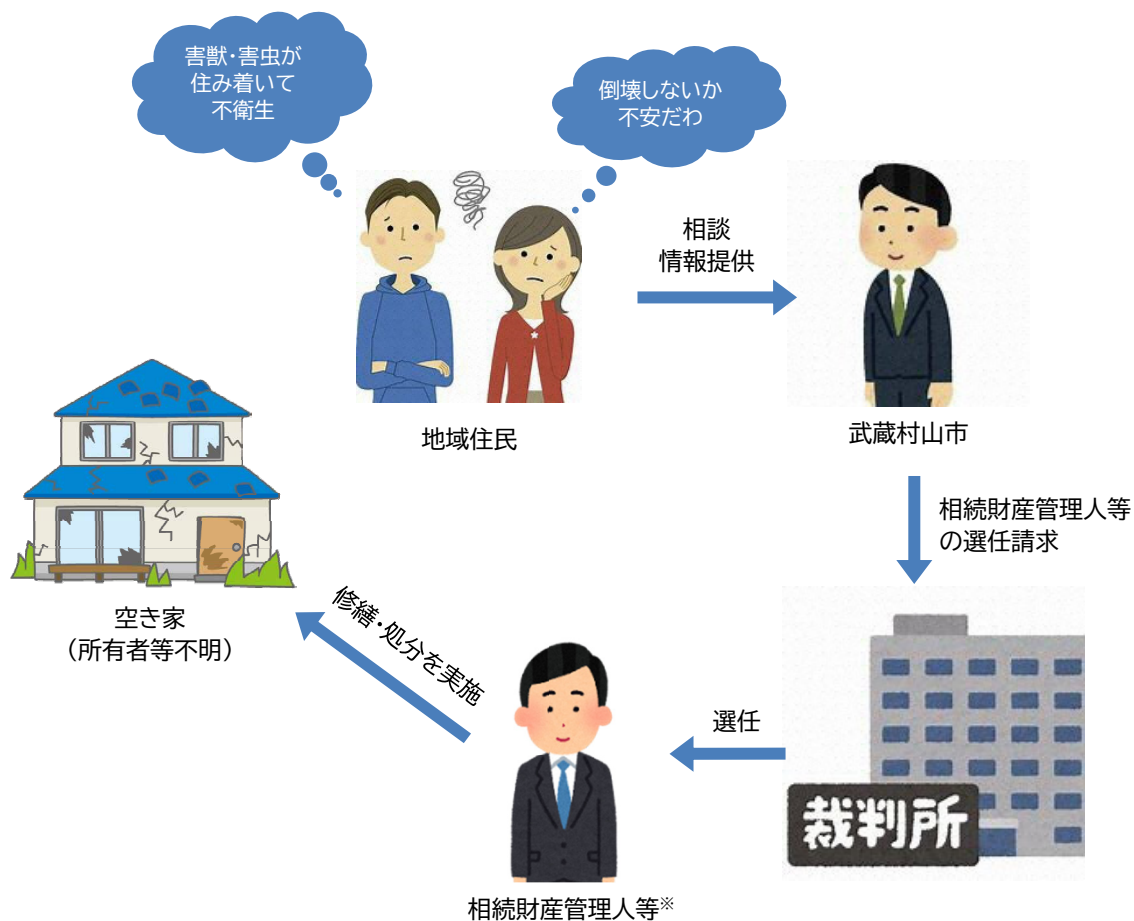 害獣・害虫が
住み着いて
不衛生
倒壊しないか
不安だわ
相談
情報提供
地域住民
武蔵村山市
相続財産管理人等
の選任請求
空き家
（所有者等不明）
修繕・処分を実施
選任
裁判所
相続財産管理人等※